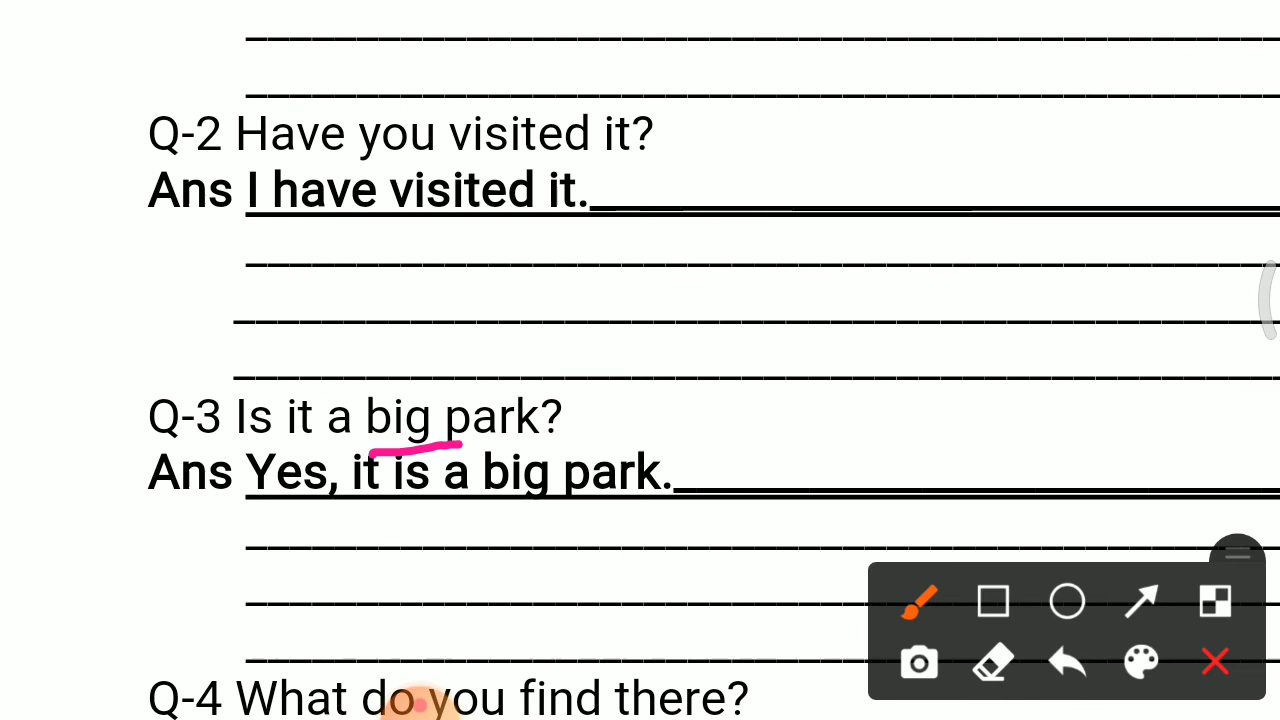 Q-2 Have you visited it?
Ans I have visited it.
Q-3 Is it a big park?
Ans Yes, it is a big park.
Q-4 What do you find there?